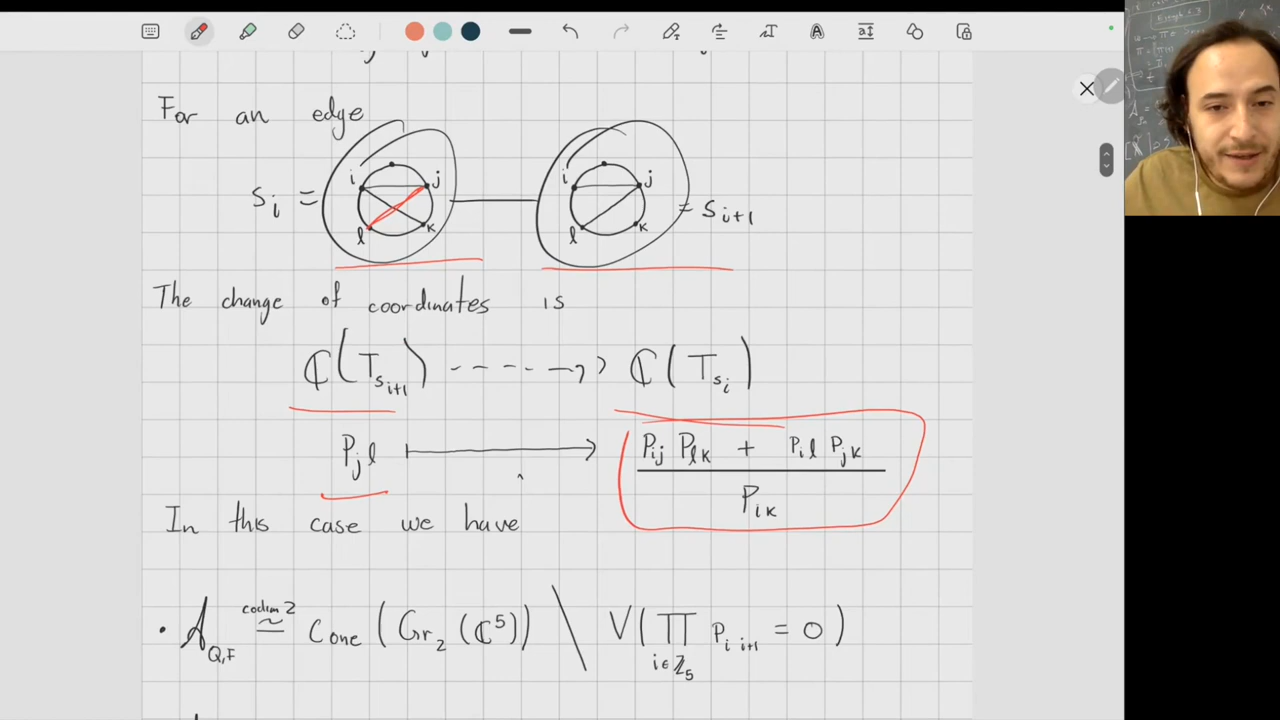 For an edge
i j l k
i j l k
s_i = = s_{i+1}
The change of coordinates is
ℂ(T_{s_{i+1}}) -----→ ℂ(T_{s_i})
P_{jl} ↦ (P_{ij} P_{lk} + P_{il} P_{jk}) / P_{ik}
In this case we have
• 𝒜_{Q,F} ≅^{codim 2} Cone (Gr_2(ℂ^5)) \ V(∏_{i∈ℤ_5} P_{i i+1} = 0)